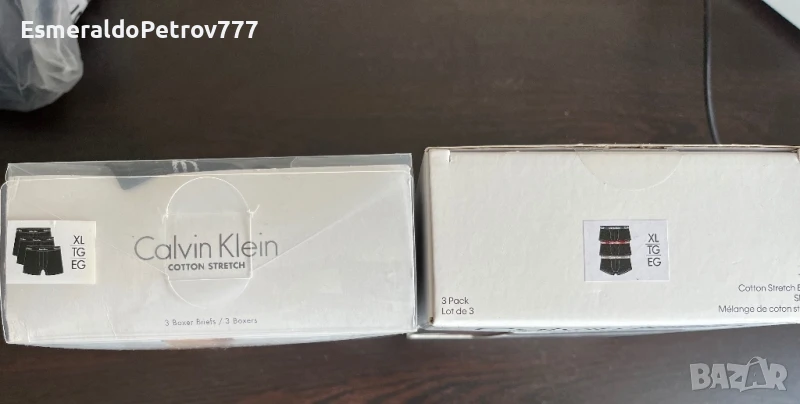 EsmeraldoPetrov777
XL
TG
EG
Calvin Klein
COTTON STRETCH
3 Boxer Briefs / 3 Boxers
XL
TG
EG
3 Pack
Lot de 3
Cotton Stretch
Mélange de coton
BAZAR